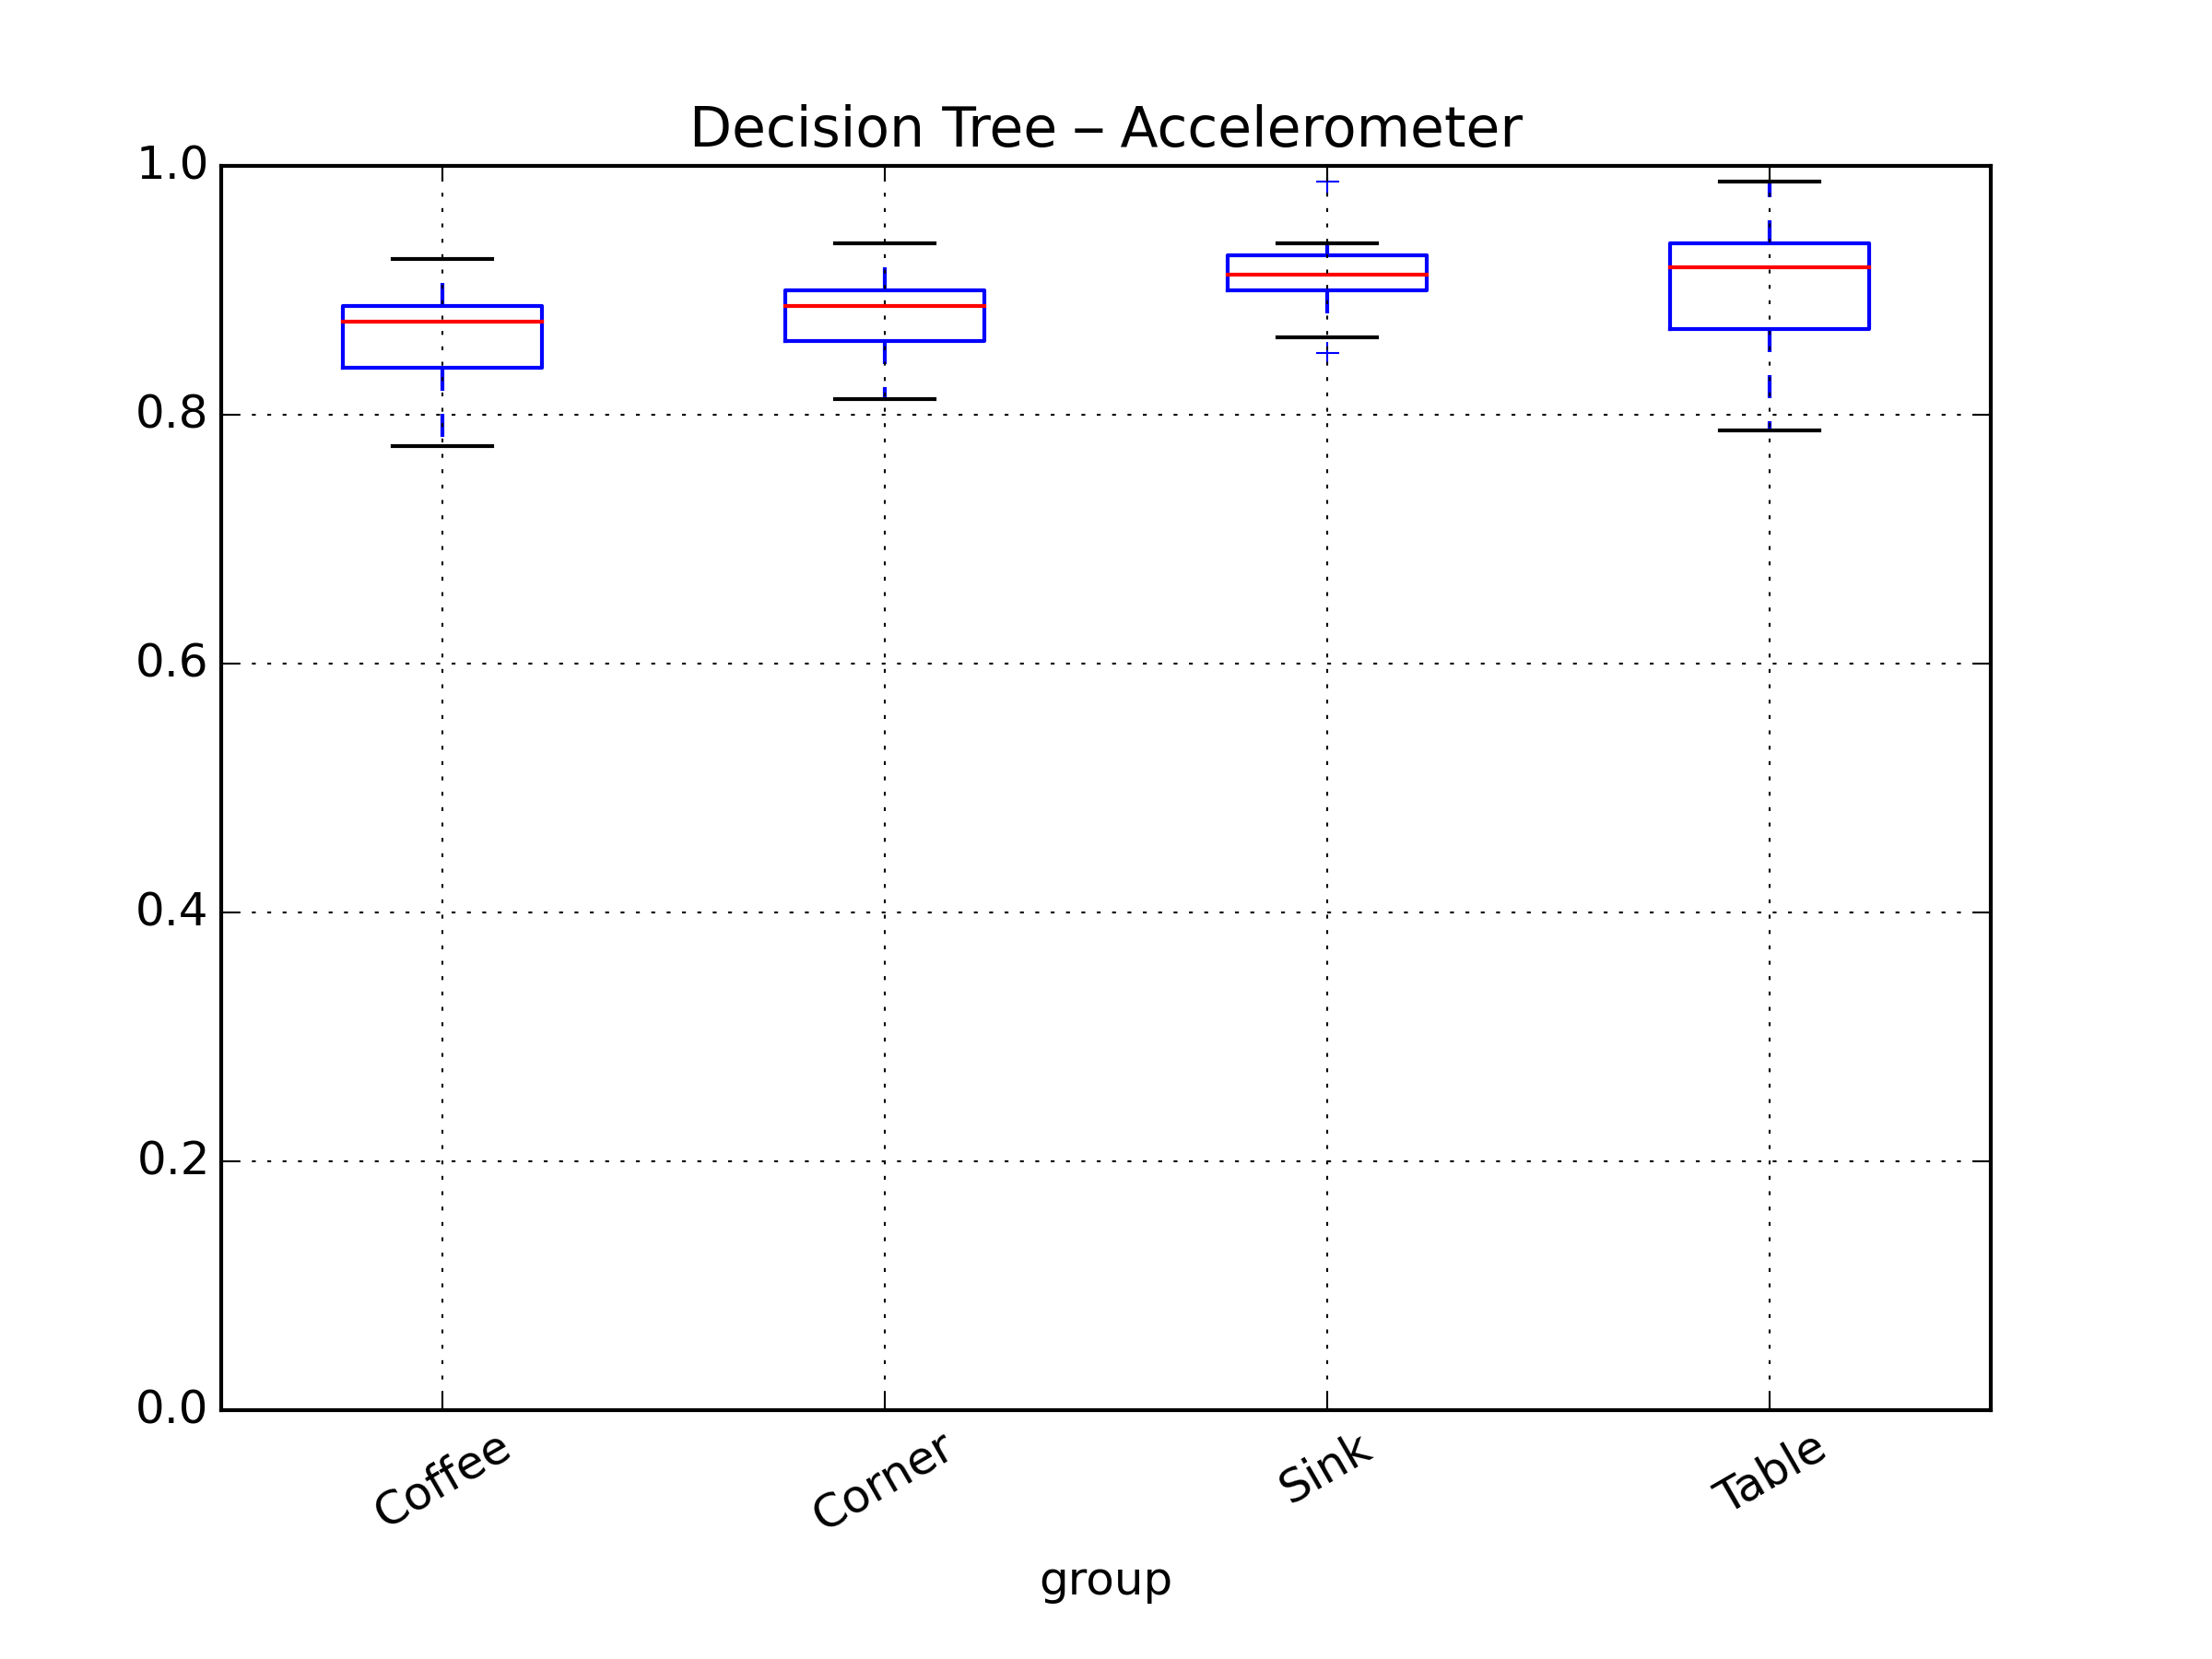 Decision Tree − Accelerometer
1.0
0.8
0.6
0.4
0.2
0.0
Coffee
Corner
Sink
Table
group